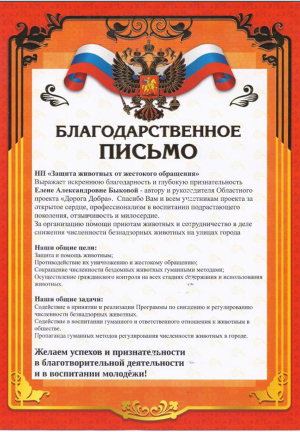 БЛАГОДАРСТВЕННОЕ
ПИСЬМО
НП «Защита животных от жестокого обращения»
Выражает искреннюю благодарность и глубокую признательность
Елене Александровне Быковой - автору и руководителя Областного
проекта «Дорога Добра». Спасибо Вам и всем участникам проекта за
открытое сердце, профессионализм в воспитании подрастающего
поколения, отзывчивость и милосердие.
За организацию помощи приютам животных и сотрудничество в деле
снижения численности безнадзорных животных на улицах города
Наши общие цели:
Защита и помощь животным;
Противодействие их уничтожению и жестокому обращению;
Сокращение численности бездомных животных гуманными методами;
Осуществление гражданского контроля на всех стадиях содержания и использования
животных.
Наши общие задачи:
Содействие в принятии и реализации Программы по снижению и регулированию
численности безнадзорных животных.
Содействие в воспитании гуманного и ответственного отношения к животным в
обществе.
Пропаганда гуманных методов регулирования численности животных в городе.
Желаем успехов и признательности
в благотворительной деятельности
и в воспитании молодёжи!